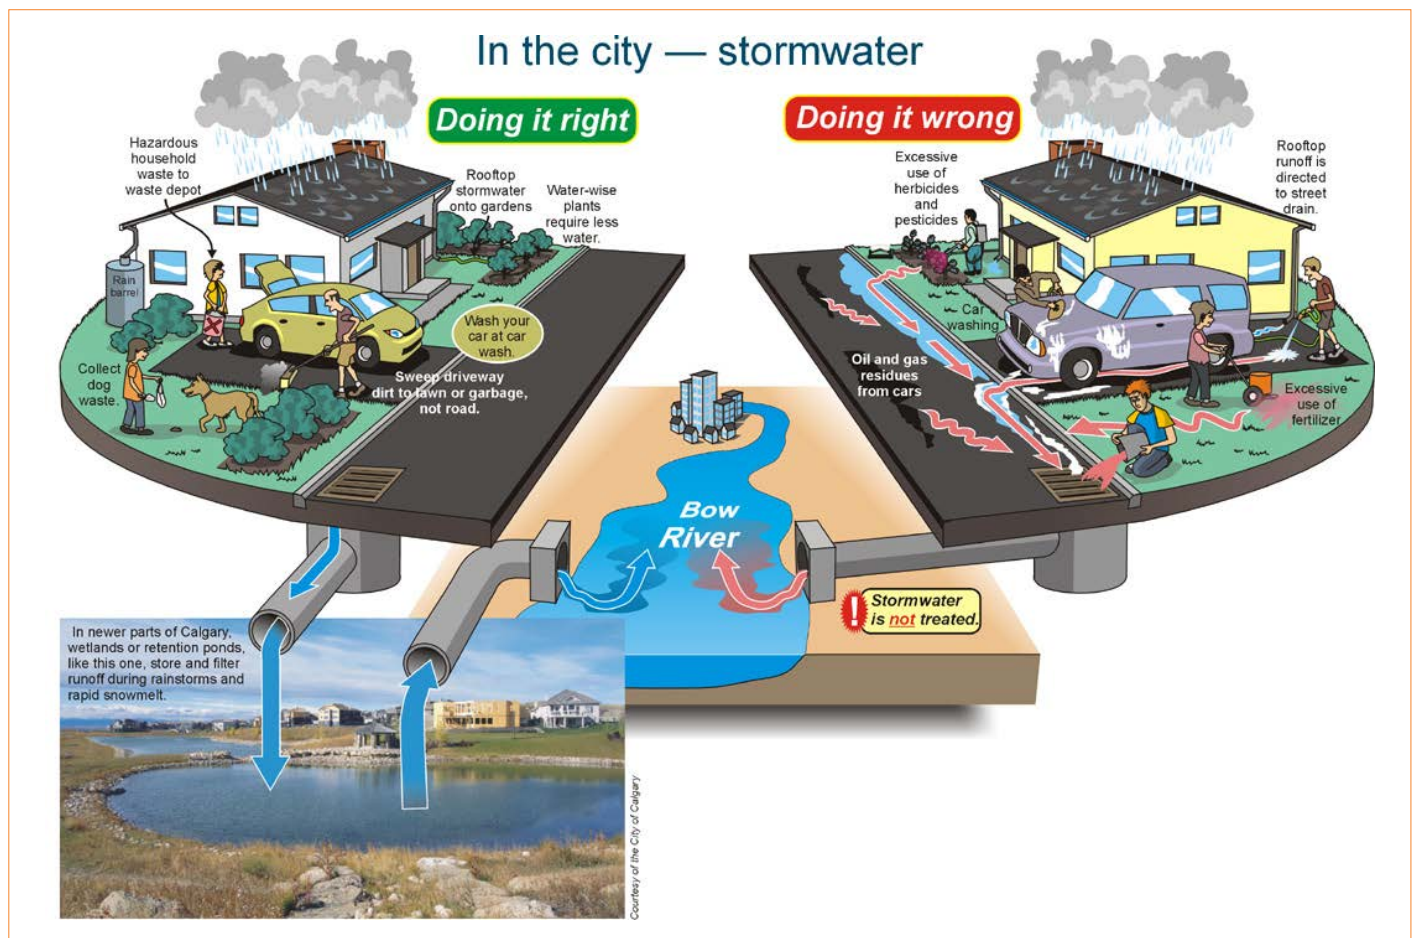 In the city — stormwater
Doing it right
Hazardous
household
waste to
waste depot
Rooftop
stormwater
onto gardens
Water-wise
plants
require less
water.
Rain
barrel
Wash your
car at car
wash.
Collect
dog
waste.
Sweep driveway
dirt to lawn or garbage,
not road.
Doing it wrong
Excessive
use of
herbicides
and
pesticides
Rooftop
runoff is
directed
to street
drain.
Car
washing
Oil and gas
residues
from cars
Excessive
use of
fertilizer
Bow
River
!
Stormwater
is not treated.
In newer parts of Calgary,
wetlands or retention ponds,
like this one, store and filter
runoff during rainstorms and
rapid snowmelt.
Courtesy of the City of Calgary